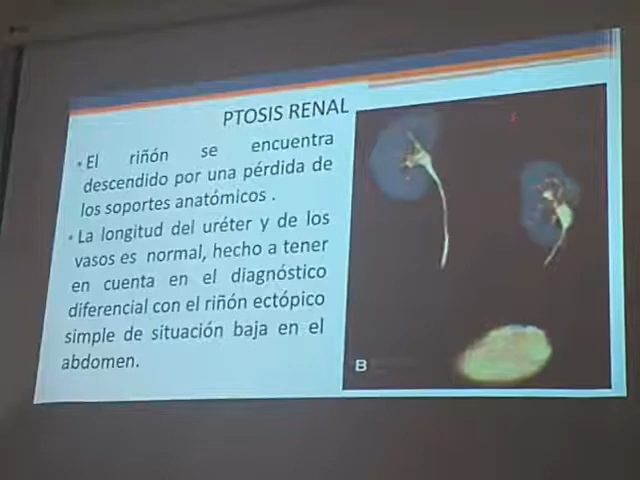 PTOSIS RENAL
•El riñón se encuentra
descendido por una pérdida de
los soportes anatómicos .
•La longitud del uréter y de los
vasos es normal, hecho a tener
en cuenta en el diagnóstico
diferencial con el riñón ectópico
simple de situación baja en el
abdomen.
B